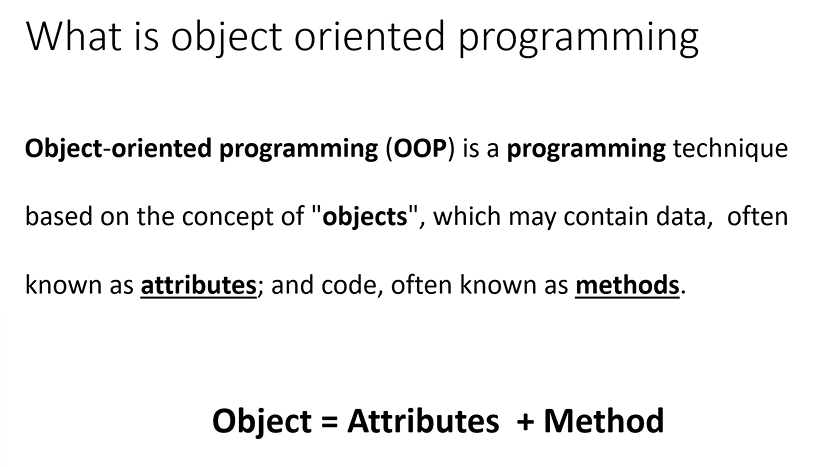 What is object oriented programming
Object-oriented programming (OOP) is a programming technique
based on the concept of "objects", which may contain data,  often
known as attributes; and code, often known as methods.
Object = Attributes  + Method